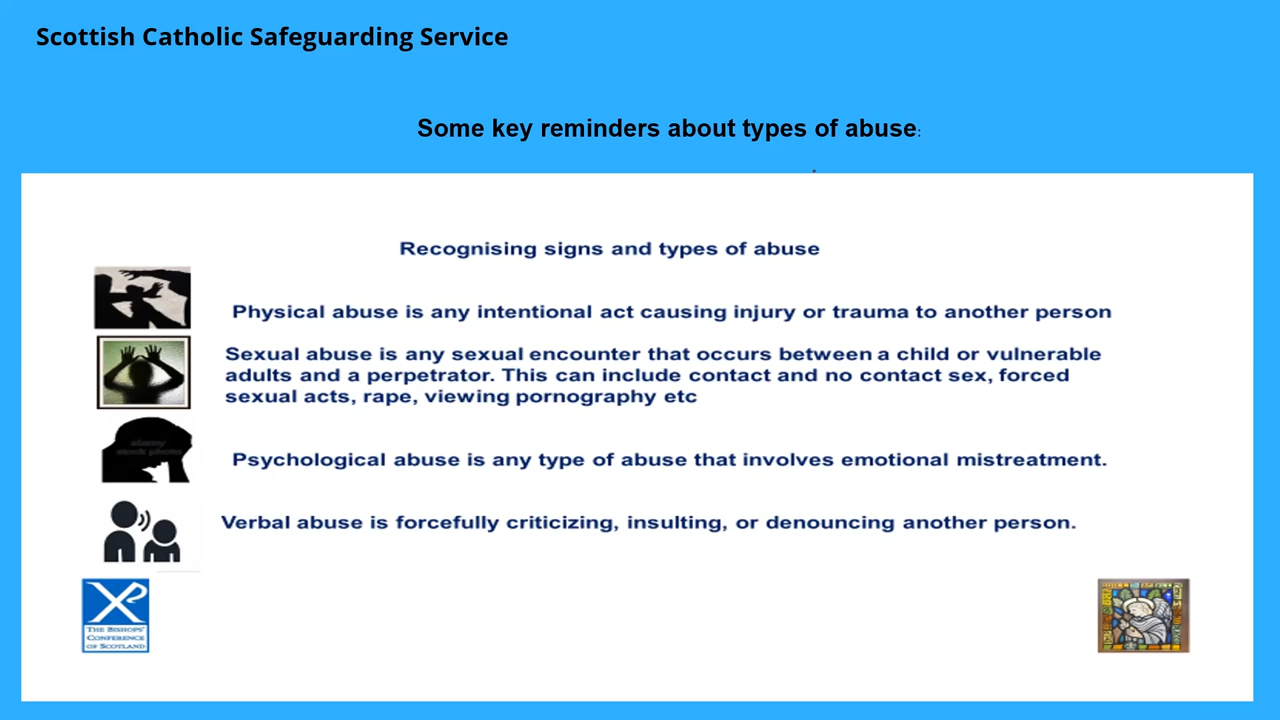 Scottish Catholic Safeguarding Service
Some key reminders about types of abuse:
Recognising signs and types of abuse
Physical abuse is any intentional act causing injury or trauma to another person
Sexual abuse is any sexual encounter that occurs between a child or vulnerable
adults and a perpetrator. This can include contact and no contact sex, forced
sexual acts, rape, viewing pornography etc
alamy
stock photo
Psychological abuse is any type of abuse that involves emotional mistreatment.
Verbal abuse is forcefully criticizing, insulting, or denouncing another person.
THE BISHOPS'
CONFERENCE
OF SCOTLAND